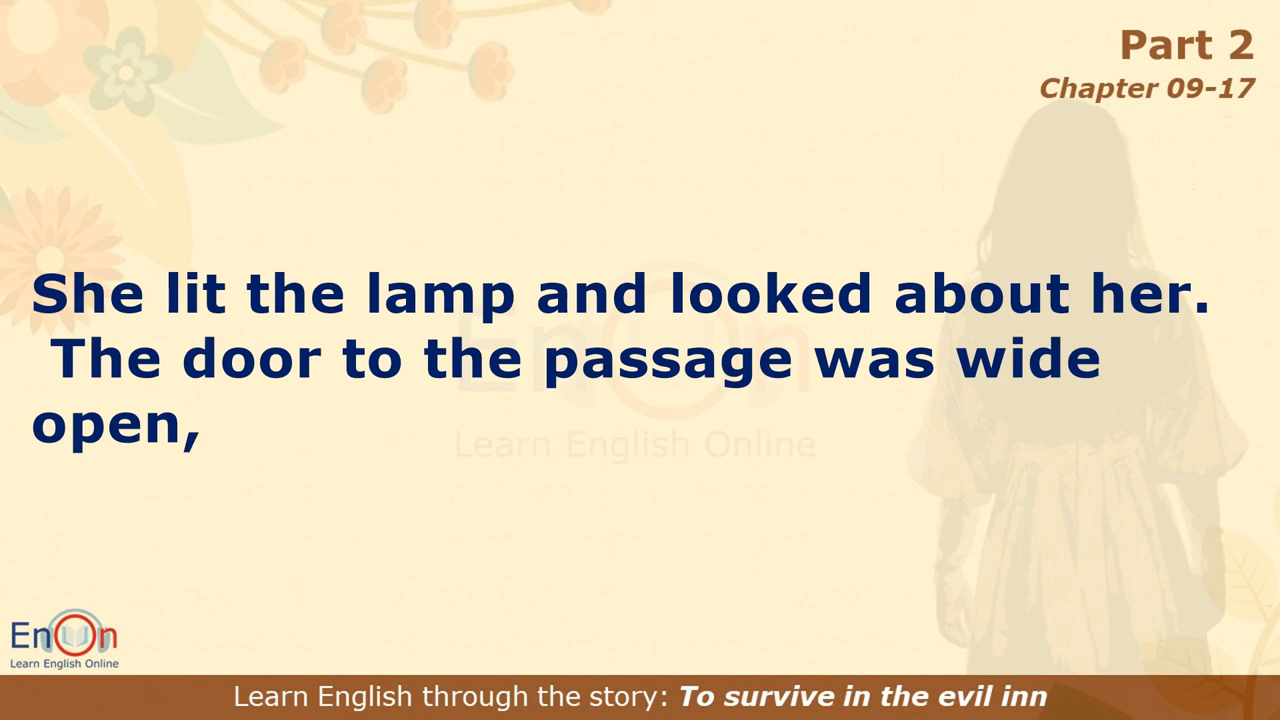 Part 2
Chapter 09-17
She lit the lamp and looked about her.
The door to the passage was wide
open,
EnOn
Learn English Online
EnOn
Learn English Online
Learn English through the story: To survive in the evil inn